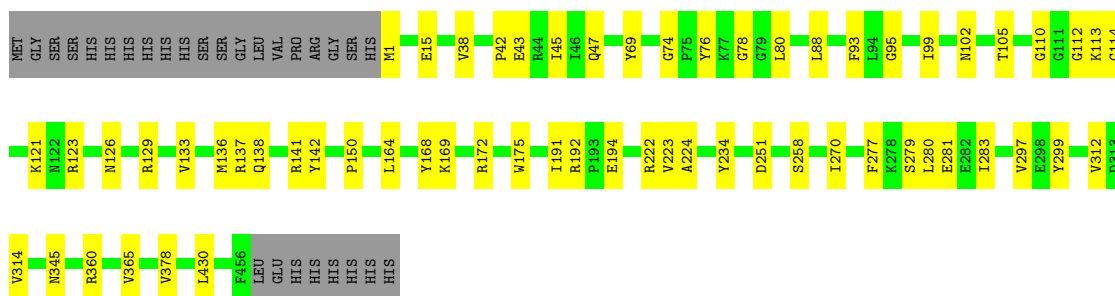 MET GLY SER SER HIS HIS HIS HIS HIS HIS SER SER GLY LEU VAL PRO ARG GLY SER HIS M1 E15 V38 P42 E43 R44 I45 I46 Q47 Y69 G74 P75 Y76 K77 G78 G79 L80 L88 F93 L94 G95 I99 N102 T105 G110 G111 G112 K113 G114
K121 N122 R123 N126 R129 V133 M136 R137 Q138 R141 Y142 P150 L164 Y168 K169 R172 W175 I191 R192 P193 E194 R222 V223 A224 Y234 D251 S258 I270 F277 K278 S279 L280 E281 E282 I283 V297 E298 Y299 V312 D313
V314 N345 R360 V365 V378 L430 F456 LEU GLU HIS HIS HIS HIS HIS HIS